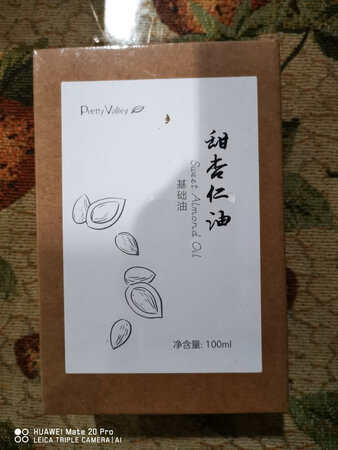 Pretty Valley
甜杏仁油
Sweet Almond Oil
基础油
净含量: 100ml
HUAWEI Mate 20 Pro
LEICA TRIPLE CAMERA | AI